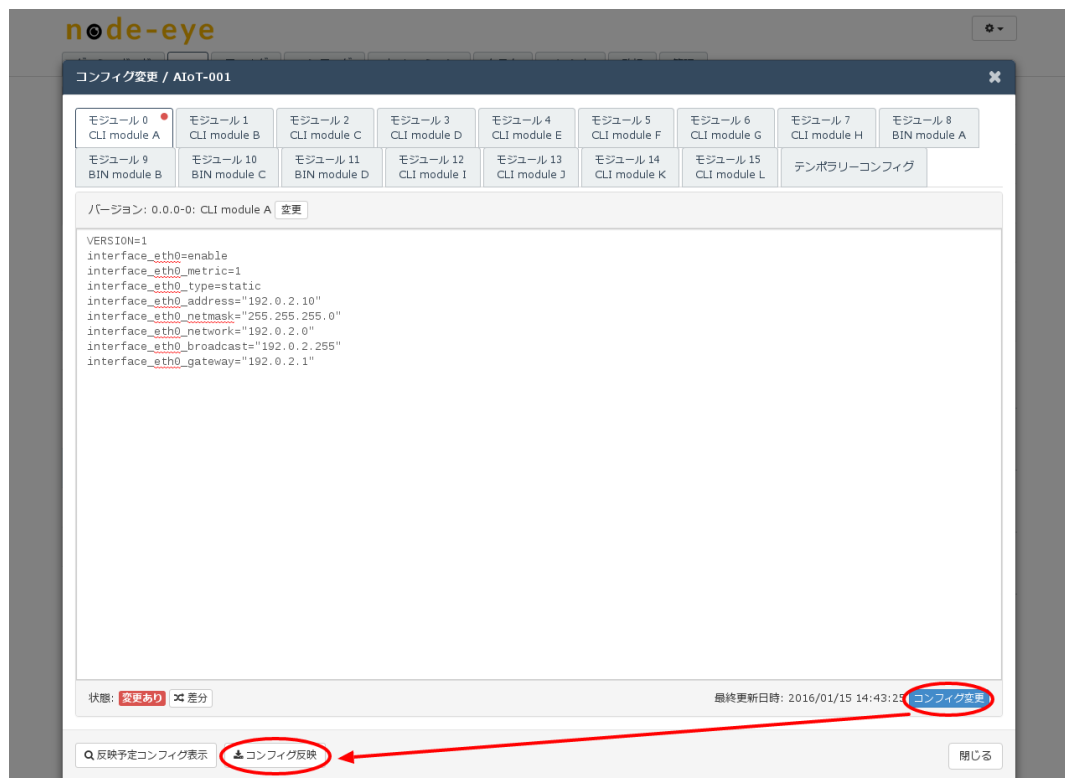 node-eye
コンフィグ変更 / AIoT-001
モジュール 0
CLI module A
モジュール 1
CLI module B
モジュール 2
CLI module C
モジュール 3
CLI module D
モジュール 4
CLI module E
モジュール 5
CLI module F
モジュール 6
CLI module G
モジュール 7
CLI module H
モジュール 8
BIN module A
モジュール 9
BIN module B
モジュール 10
BIN module C
モジュール 11
BIN module D
モジュール 12
CLI module I
モジュール 13
CLI module J
モジュール 14
CLI module K
モジュール 15
CLI module L
テンポラリーコンフィグ
バージョン: 0.0.0-0: CLI module A 変更
VERSION=1
interface_eth0=enable
interface_eth0_metric=1
interface_eth0_type=static
interface_eth0_address="192.0.2.10"
interface_eth0_netmask="255.255.255.0"
interface_eth0_network="192.0.2.0"
interface_eth0_broadcast="192.0.2.255"
interface_eth0_gateway="192.0.2.1"
状態: 変更あり 差分 最終更新日時: 2016/01/15 14:43:25 コンフィグ変更
反映予定コンフィグ表示 コンフィグ反映 閉じる